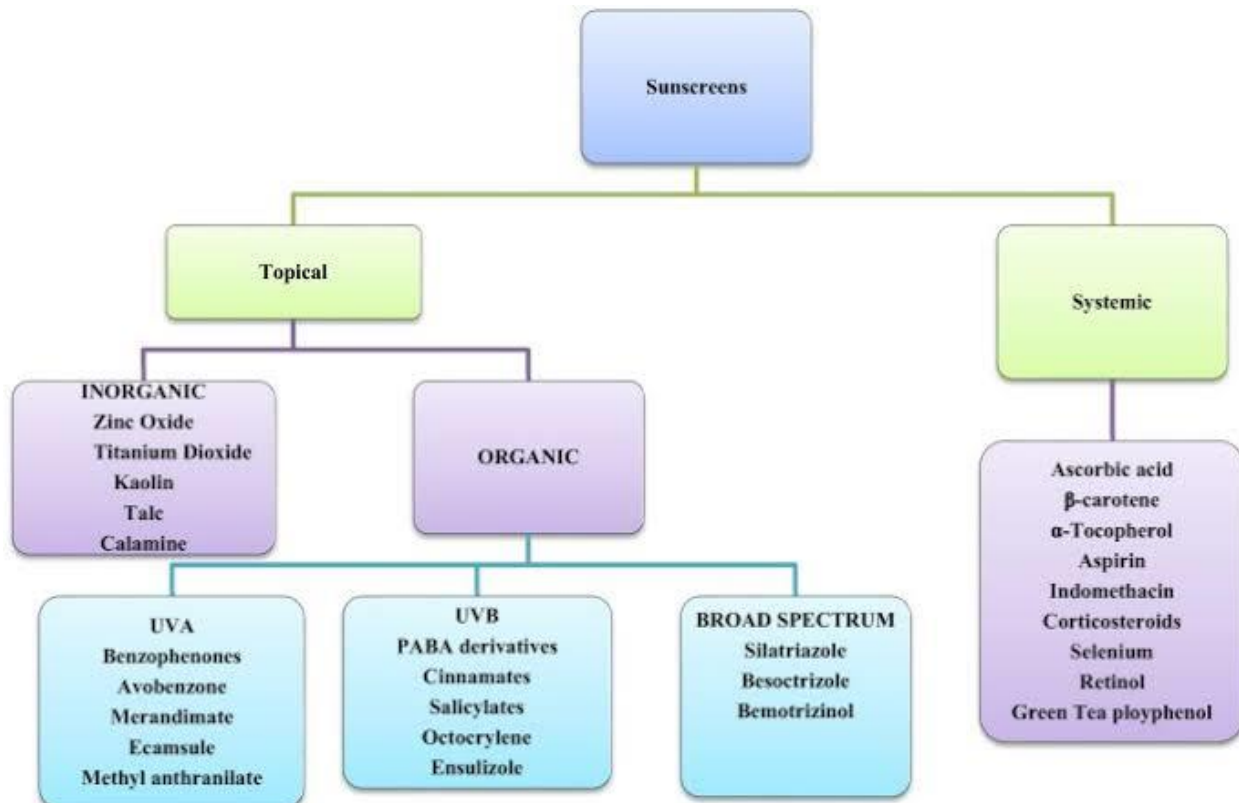 Sunscreens
Topical
Systemic
INORGANIC
Zinc Oxide
Titanium Dioxide
Kaolin
Talc
Calamine
ORGANIC
Ascorbic acid
β-carotene
α-Tocopherol
Aspirin
Indomethacin
Corticosteroids
Selenium
Retinol
Green Tea ployphenol
UVA
Benzophenones
Avobenzone
Merandimate
Ecamsule
Methyl anthranilate
UVB
PABA derivatives
Cinnamates
Salicylates
Octocrylene
Ensulizole
BROAD SPECTRUM
Silatriazole
Besoctrizole
Bemotrizinol